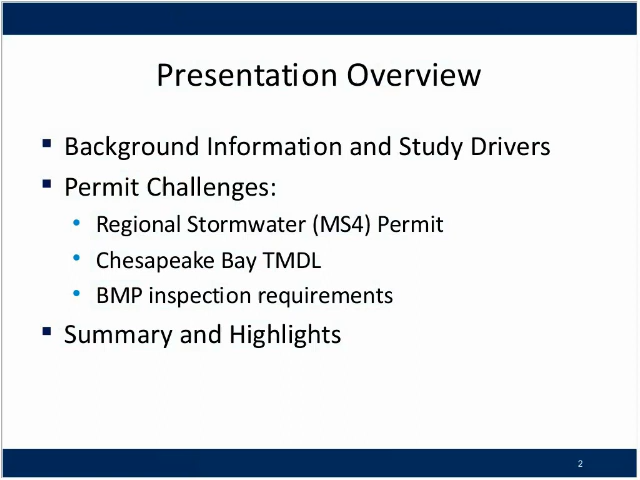 Presentation Overview
▪ Background Information and Study Drivers
▪ Permit Challenges:
• Regional Stormwater (MS4) Permit
• Chesapeake Bay TMDL
• BMP inspection requirements
▪ Summary and Highlights
2